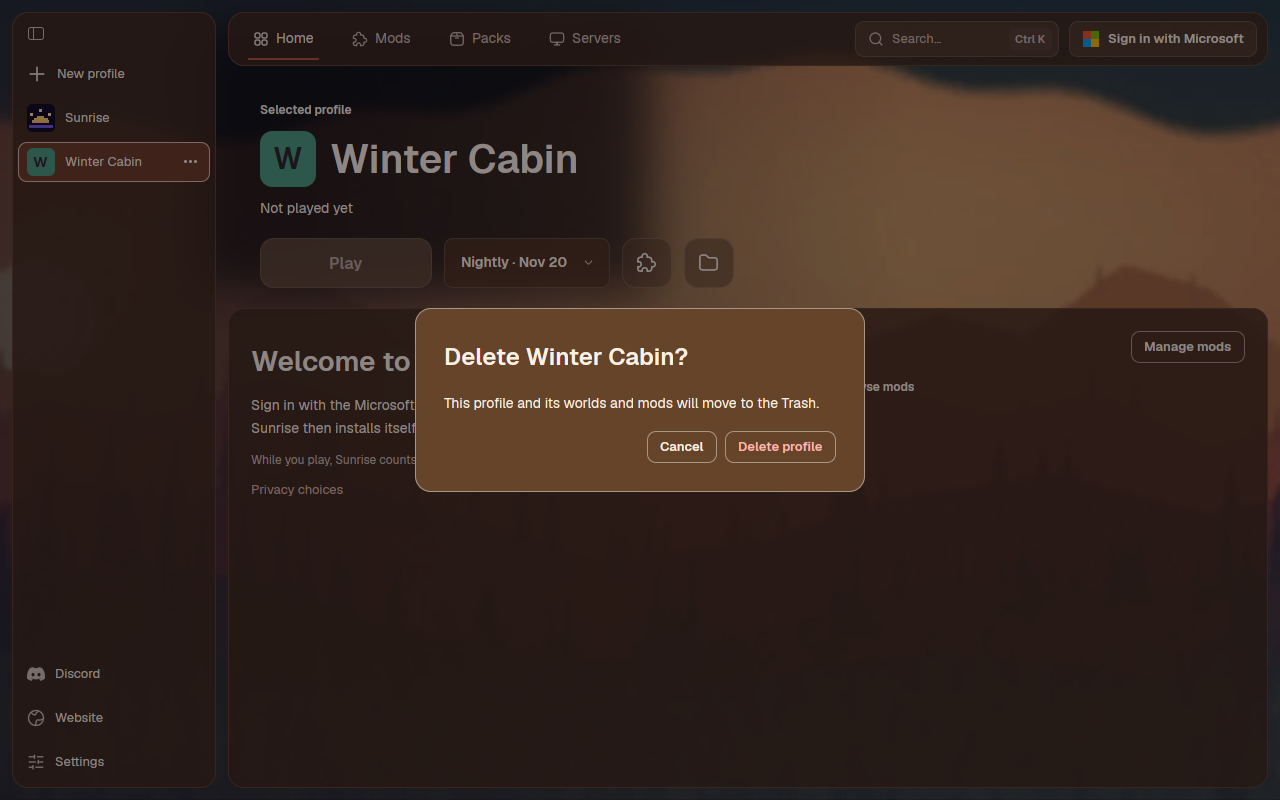 New profile
Sunrise
W Winter Cabin
Discord
Website
Settings
Home Mods Packs Servers
Search... Ctrl K
Sign in with Microsoft
Selected profile
W Winter Cabin
Not played yet
Play
Nightly · Nov 20
Welcome to
Manage mods
Sign in with the Microsoft
Sunrise then installs itself
While you play, Sunrise counts
Privacy choices
mods
Delete Winter Cabin?
This profile and its worlds and mods will move to the Trash.
Cancel Delete profile